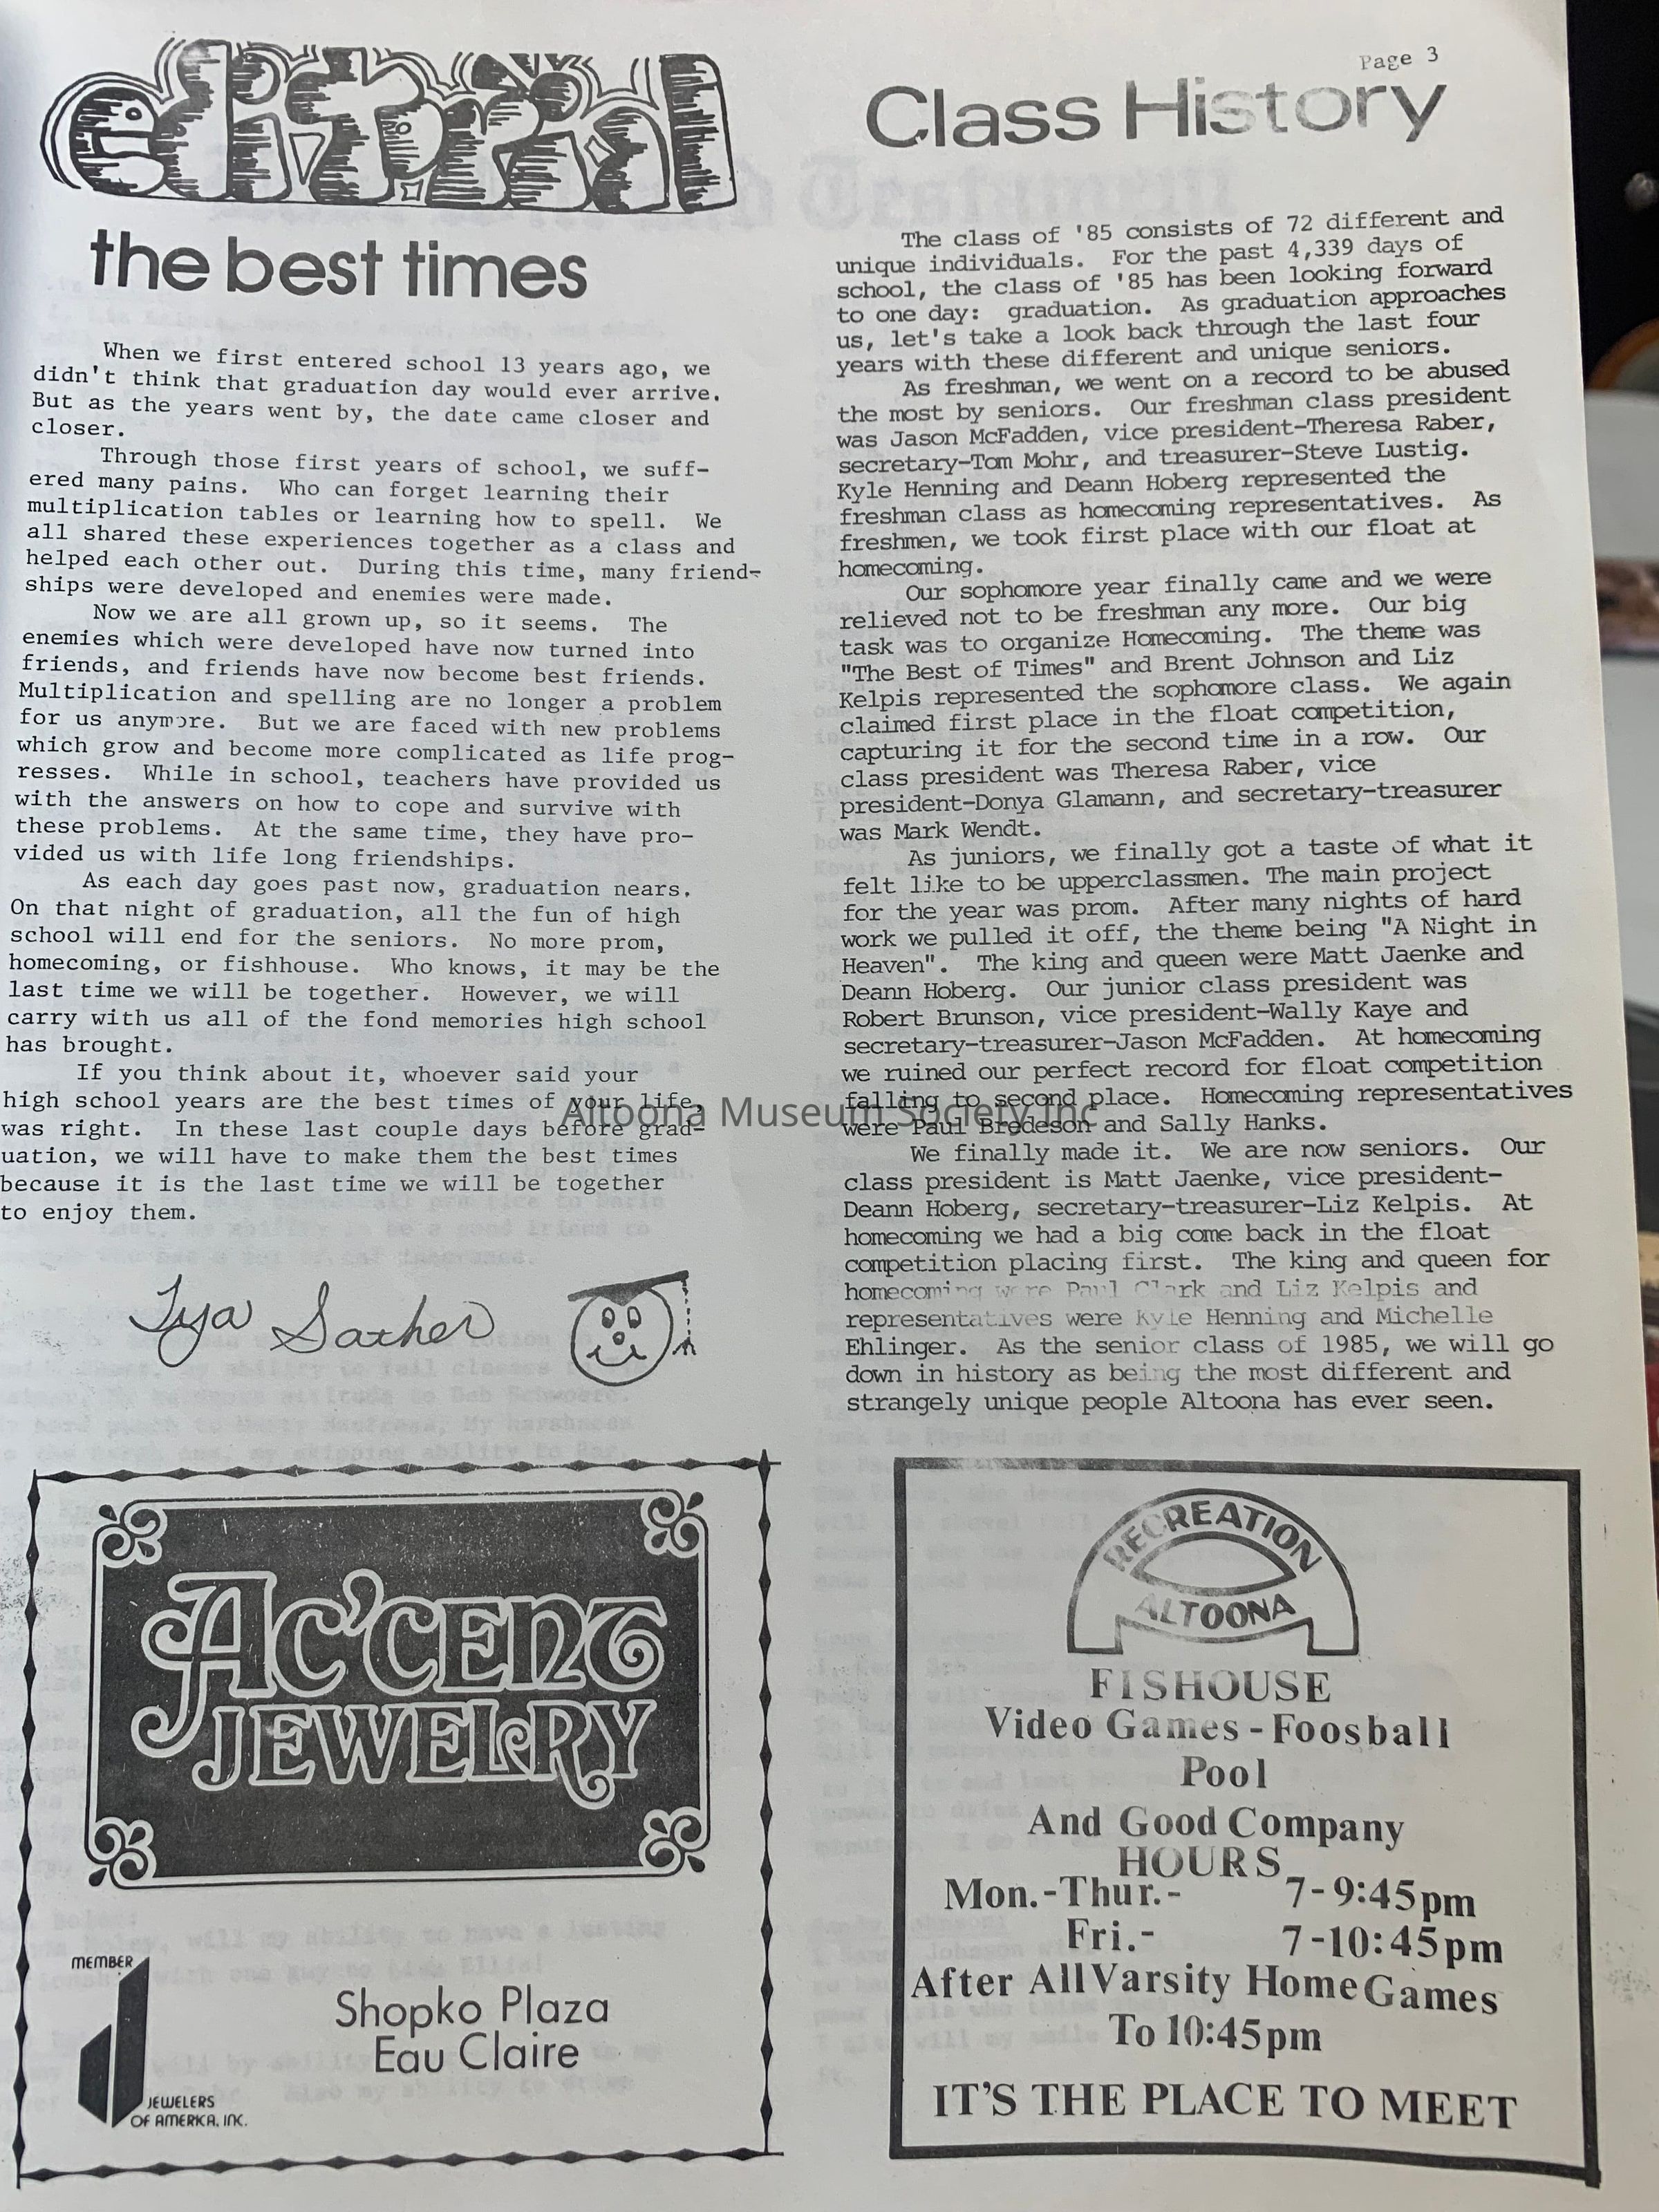 Page 3
editorial
the best times
When we first entered school 13 years ago, we
didn't think that graduation day would ever arrive.
But as the years went by, the date came closer and
closer.
Through those first years of school, we suff-
ered many pains. Who can forget learning their
multiplication tables or learning how to spell. We
all shared these experiences together as a class and
helped each other out. During this time, many friend-
ships were developed and enemies were made.
Now we are all grown up, so it seems. The
enemies which were developed have now turned into
friends, and friends have now become best friends.
Multiplication and spelling are no longer a problem
for us anymore. But we are faced with new problems
which grow and become more complicated as life prog-
resses. While in school, teachers have provided us
with the answers on how to cope and survive with
these problems. At the same time, they have pro-
vided us with life long friendships.
As each day goes past now, graduation nears.
On that night of graduation, all the fun of high
school will end for the seniors. No more prom,
homecoming, or fishhouse. Who knows, it may be the
last time we will be together. However, we will
carry with us all of the fond memories high school
has brought.
If you think about it, whoever said your
high school years are the best times of your life,
was right. In these last couple days before grad-
uation, we will have to make them the best times
because it is the last time we will be together
to enjoy them.
Tya Sather
Class History
The class of '85 consists of 72 different and
unique individuals. For the past 4,339 days of
school, the class of '85 has been looking forward
to one day: graduation. As graduation approaches
us, let's take a look back through the last four
years with these different and unique seniors.
As freshman, we went on a record to be abused
the most by seniors. Our freshman class president
was Jason McFadden, vice president-Theresa Raber,
secretary-Tom Mohr, and treasurer-Steve Lustig.
Kyle Henning and Deann Hoberg represented the
freshman class as homecoming representatives. As
freshmen, we took first place with our float at
homecoming.
Our sophomore year finally came and we were
relieved not to be freshman any more. Our big
task was to organize Homecoming. The theme was
"The Best of Times" and Brent Johnson and Liz
Kelpis represented the sophomore class. We again
claimed first place in the float competition,
capturing it for the second time in a row. Our
class president was Theresa Raber, vice
president-Donya Glamann, and secretary-treasurer
was Mark Wendt.
As juniors, we finally got a taste of what it
felt like to be upperclassmen. The main project
for the year was prom. After many nights of hard
work we pulled it off, the theme being "A Night in
Heaven". The king and queen were Matt Jaenke and
Deann Hoberg. Our junior class president was
Robert Brunson, vice president-Wally Kaye and
secretary-treasurer-Jason McFadden. At homecoming
we ruined our perfect record for float competition
falling to second place. Homecoming representatives
were Paul Bredeson and Sally Hanks.
We finally made it. We are now seniors. Our
class president is Matt Jaenke, vice president-
Deann Hoberg, secretary-treasurer-Liz Kelpis. At
homecoming we had a big come back in the float
competition placing first. The king and queen for
homecoming were Paul Clark and Liz Kelpis and
representatives were Kyle Henning and Michelle
Ehlinger. As the senior class of 1985, we will go
down in history as being the most different and
strangely unique people Altoona has ever seen.
Altoona Museum Society Inc
AC'CENT
JEWELRY
MEMBER
JEWELERS
OF AMERICA, INC.
Shopko Plaza
Eau Claire
RECREATION
ALTOONA
FISHOUSE
Video Games - Foosball
Pool
And Good Company
HOURS
Mon.-Thur.- 7-9:45pm
Fri.- 7-10:45pm
After All Varsity Home Games
To 10:45pm
IT'S THE PLACE TO MEET